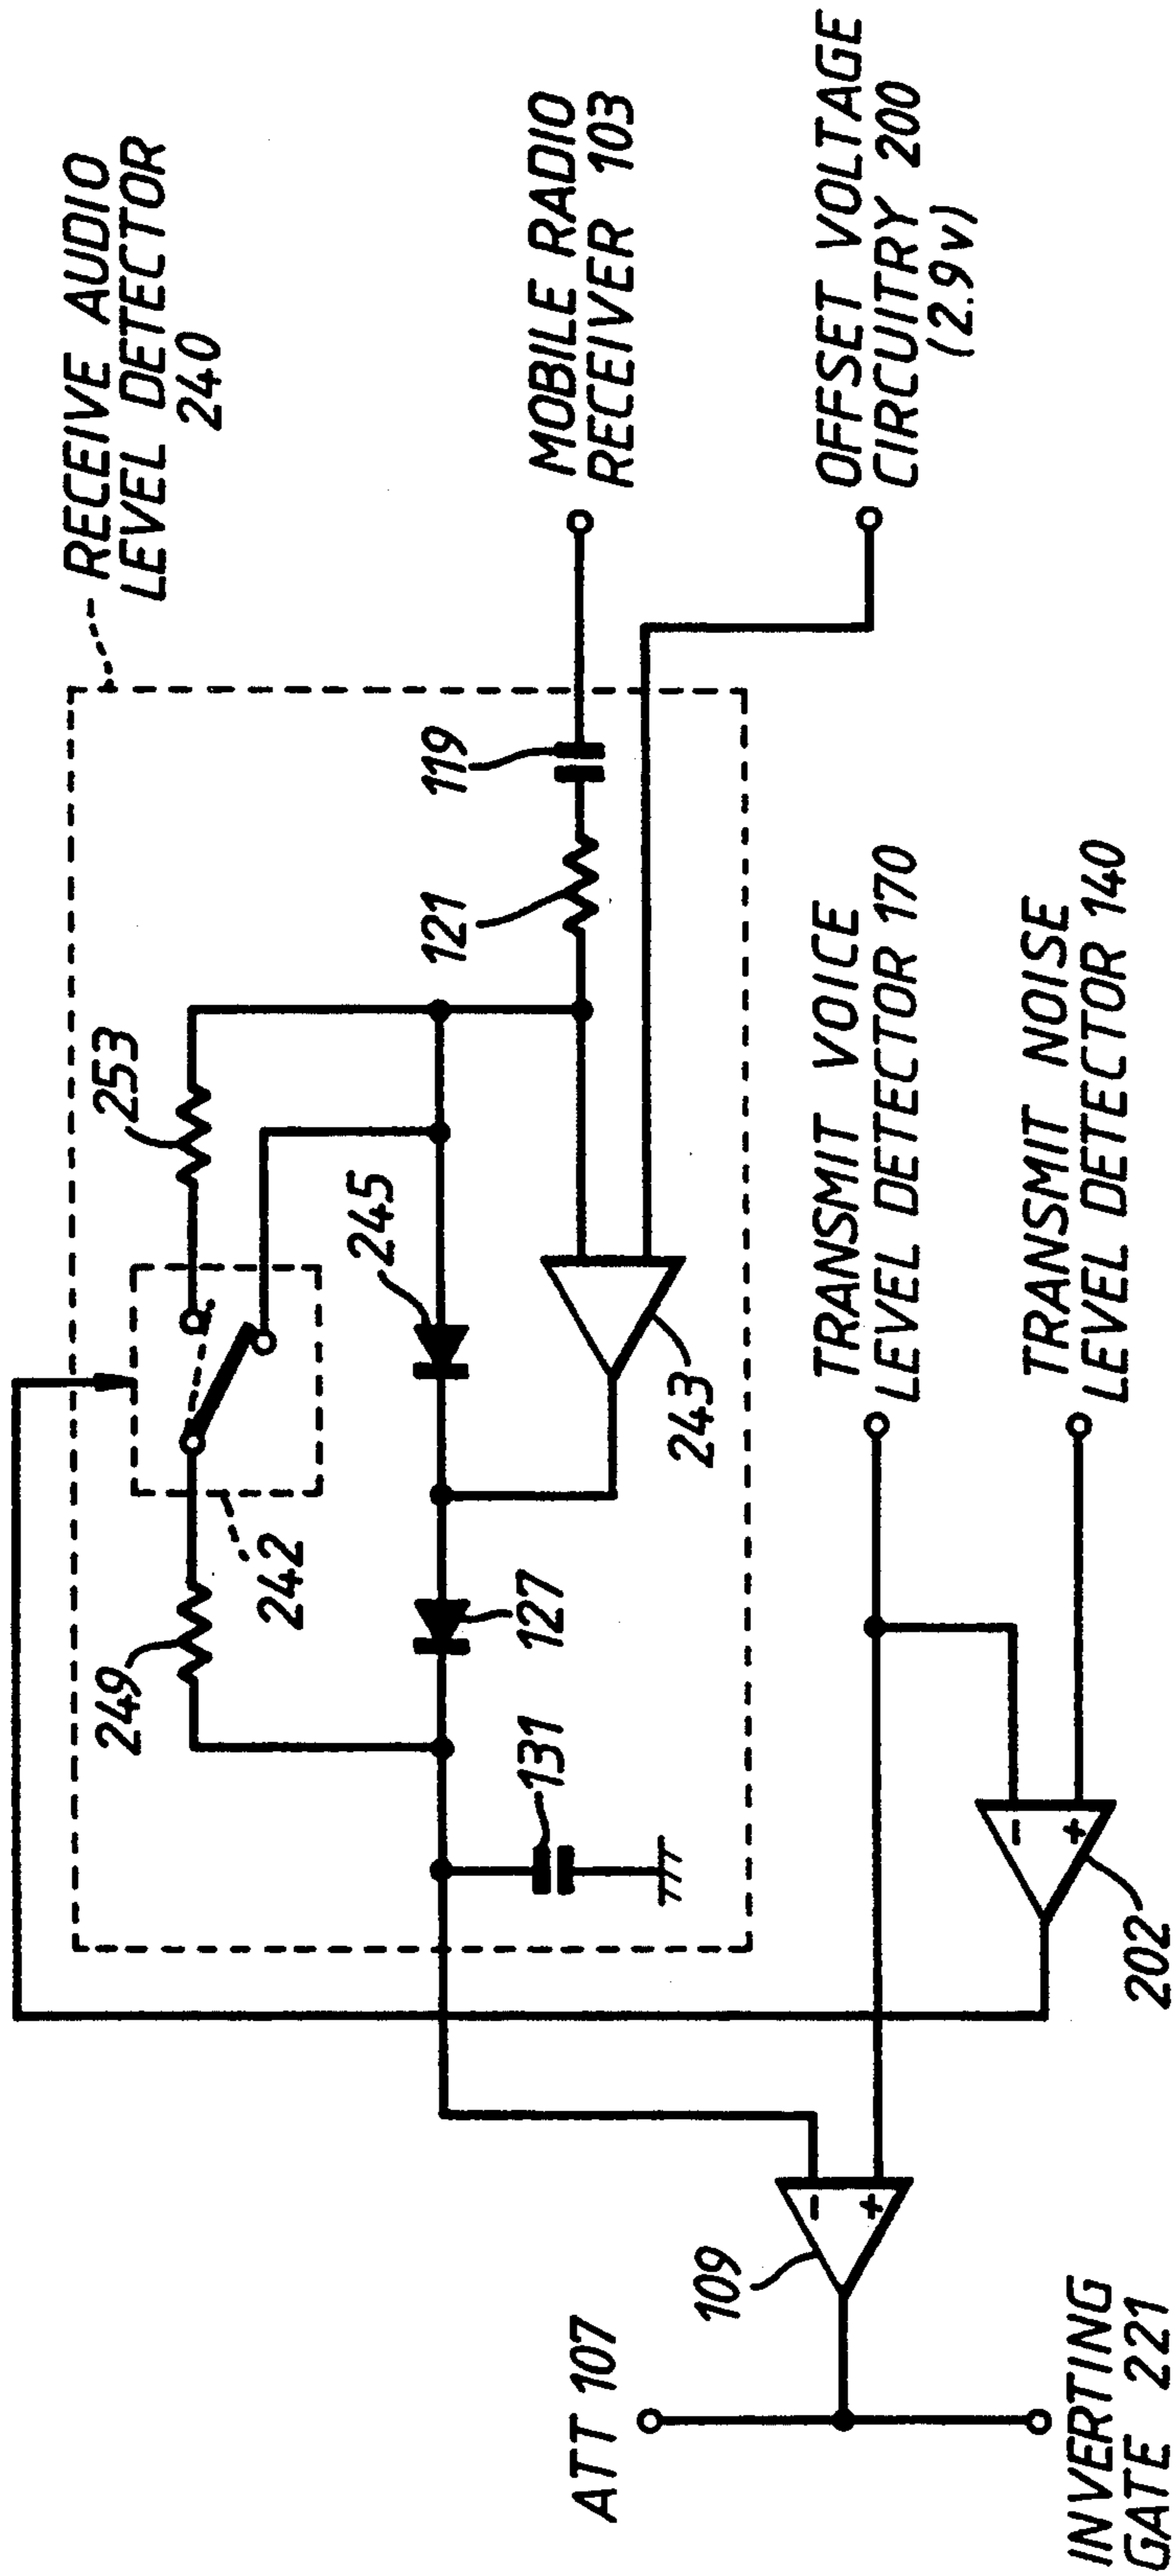 RECEIVE AUDIO
LEVEL DETECTOR
240
MOBILE RADIO
RECEIVER 103
OFFSET VOLTAGE
CIRCUITRY 200
(2.9v)
253
119
121
245
242
249
243
127
131
TRANSMIT VOICE
LEVEL DETECTOR 170
TRANSMIT NOISE
LEVEL DETECTOR 140
-
+
202
-
+
109
ATT 107
INVERTING
GATE 221